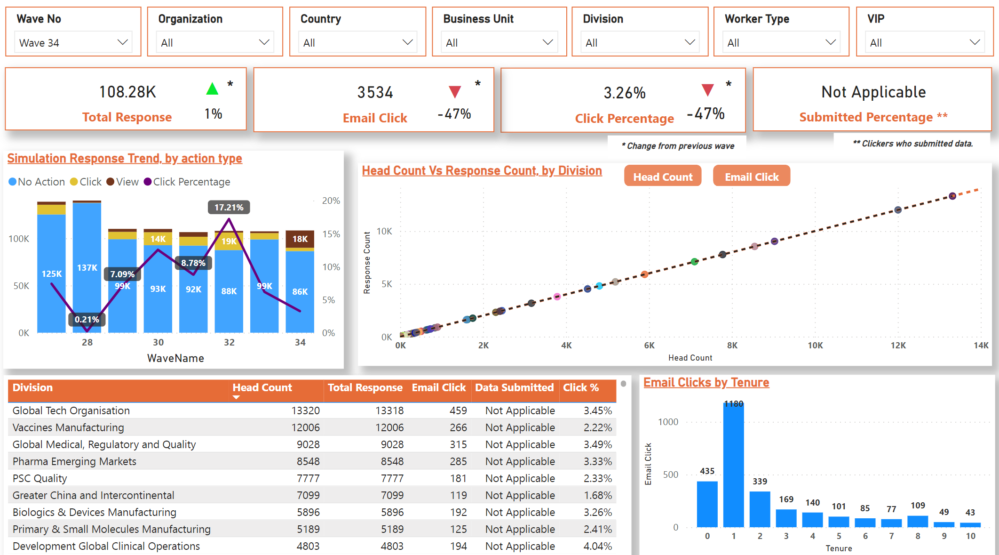 Wave No
Wave 34
Organization
All
Country
All
Business Unit
All
Division
All
Worker Type
All
VIP
All
108.28K
*
1%
Total Response
3534
*
-47%
Email Click
3.26%
*
-47%
Click Percentage
Not Applicable
Submitted Percentage **
* Change from previous wave
** Clickers who submitted data.
Simulation Response Trend, by action type
No Action Click View Click Percentage
20%
15%
10%
5%
0%
100K
50K
0K
125K
137K
99K
93K
92K
88K
99K
86K
14K
19K
18K
0.21%
7.09%
8.78%
17.21%
28 30 32 34
WaveName
Head Count Vs Response Count, by Division
Head Count
Email Click
Response Count
10K
5K
0K
0K 2K 4K 6K 8K 10K 12K 14K
Head Count
Division Head Count Total Response Email Click Data Submitted Click %
Global Tech Organisation 13320 13318 459 Not Applicable 3.45%
Vaccines Manufacturing 12006 12006 266 Not Applicable 2.22%
Global Medical, Regulatory and Quality 9028 9028 315 Not Applicable 3.49%
Pharma Emerging Markets 8548 8548 285 Not Applicable 3.33%
PSC Quality 7777 7777 181 Not Applicable 2.33%
Greater China and Intercontinental 7099 7099 119 Not Applicable 1.68%
Biologics & Devices Manufacturing 5896 5896 192 Not Applicable 3.26%
Primary & Small Molecules Manufacturing 5189 5189 125 Not Applicable 2.41%
Development Global Clinical Operations 4803 4803 194 Not Applicable 4.04%
Email Clicks by Tenure
Email Click
1000
500
0
435
1180
339
169
140
101
85
77
109
49
43
0 1 2 3 4 5 6 7 8 9 10
Tenure